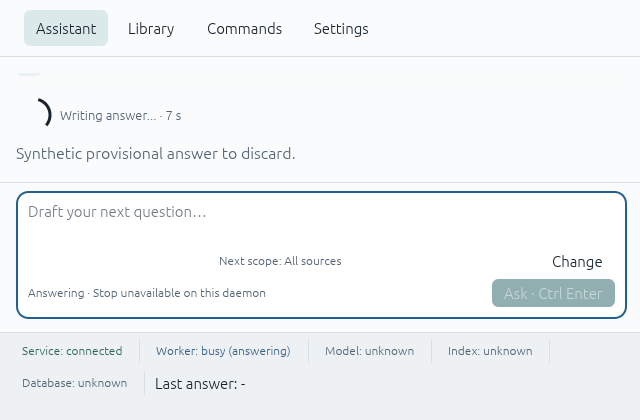 Assistant Library Commands Settings
Writing answer... · 7 s
Synthetic provisional answer to discard.
Draft your next question...
Next scope: All sources Change
Answering · Stop unavailable on this daemon Ask · Ctrl Enter
Service: connected Worker: busy (answering) Model: unknown Index: unknown
Database: unknown Last answer: -